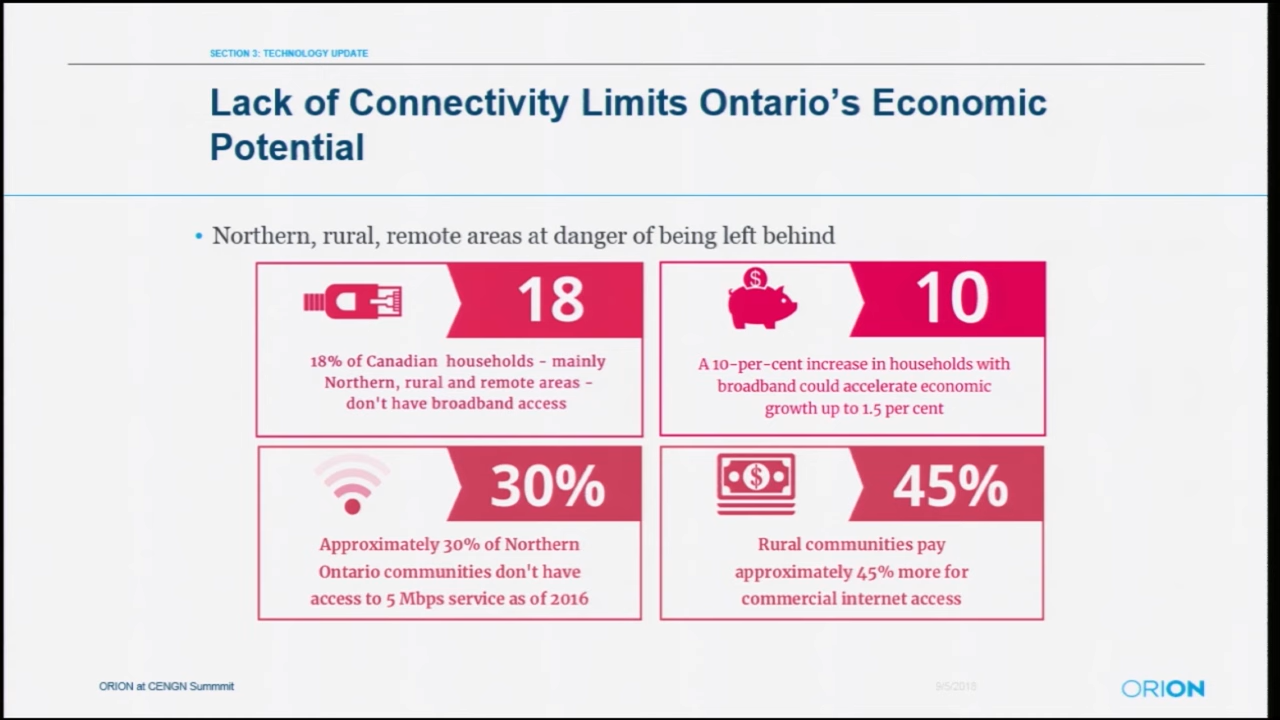 SECTION 3: TECHNOLOGY UPDATE
Lack of Connectivity Limits Ontario's Economic
Potential
• Northern, rural, remote areas at danger of being left behind
18
18% of Canadian households - mainly
Northern, rural and remote areas -
don't have broadband access
$
10
A 10-per-cent increase in households with
broadband could accelerate economic
growth up to 1.5 per cent
30%
Approximately 30% of Northern
Ontario communities don't have
access to 5 Mbps service as of 2016
$
45%
Rural communities pay
approximately 45% more for
commercial internet access
ORION at CENGN Summmit
9/5/2018
ORION